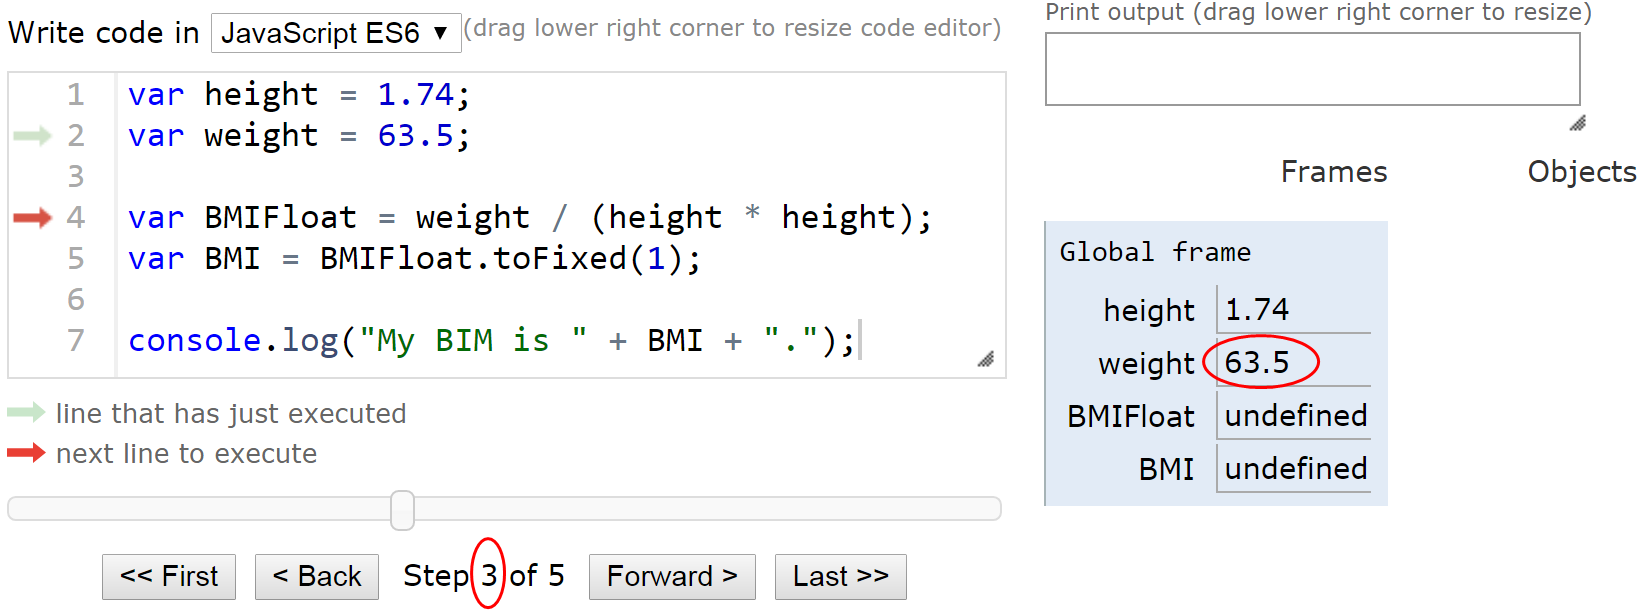 Write code in JavaScript ES6 ▼ (drag lower right corner to resize code editor)
1 var height = 1.74;
2 var weight = 63.5;
3
4 var BMIFloat = weight / (height * height);
5 var BMI = BMIFloat.toFixed(1);
6
7 console.log("My BIM is " + BMI + ".");
line that has just executed
next line to execute
<< First < Back Step 3 of 5 Forward > Last >>
Print output (drag lower right corner to resize)
Frames Objects
Global frame
height 1.74
weight 63.5
BMIFloat undefined
BMI undefined